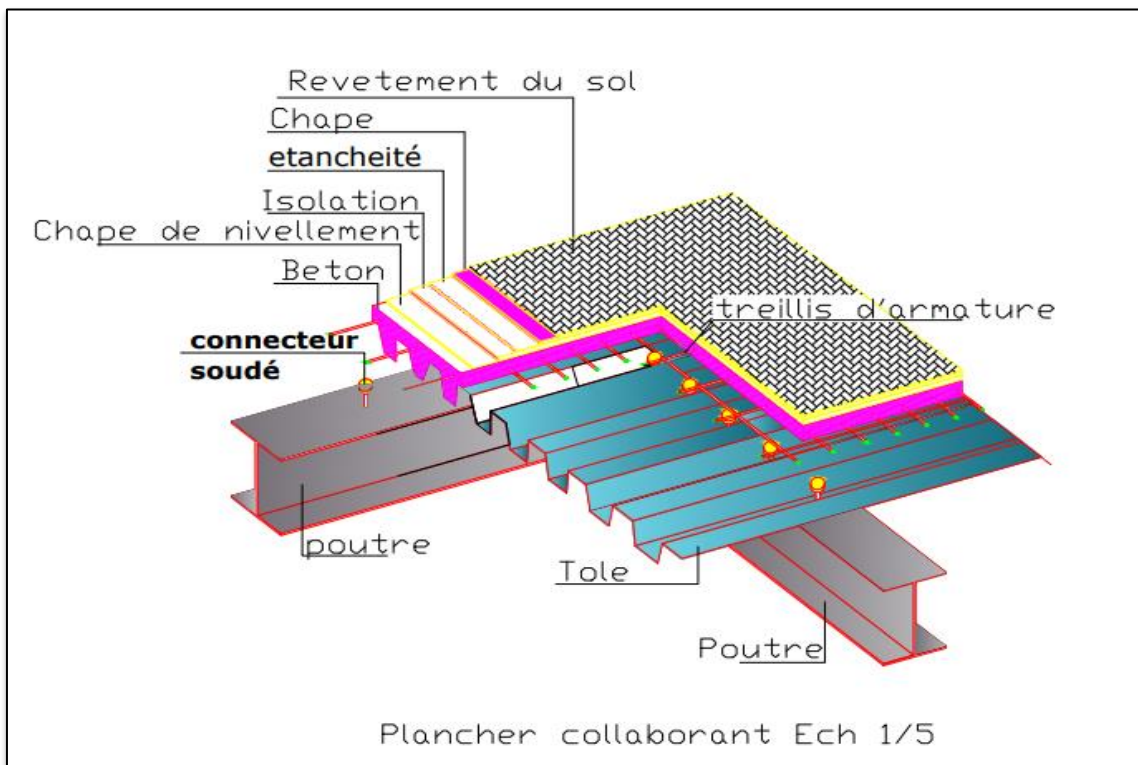 Revetement du sol
Chape
etancheité
Isolation
Chape de nivellement
Beton
treillis d'armature
connecteur
soudé
poutre
Tole
Poutre
Plancher collaborant Ech 1/5